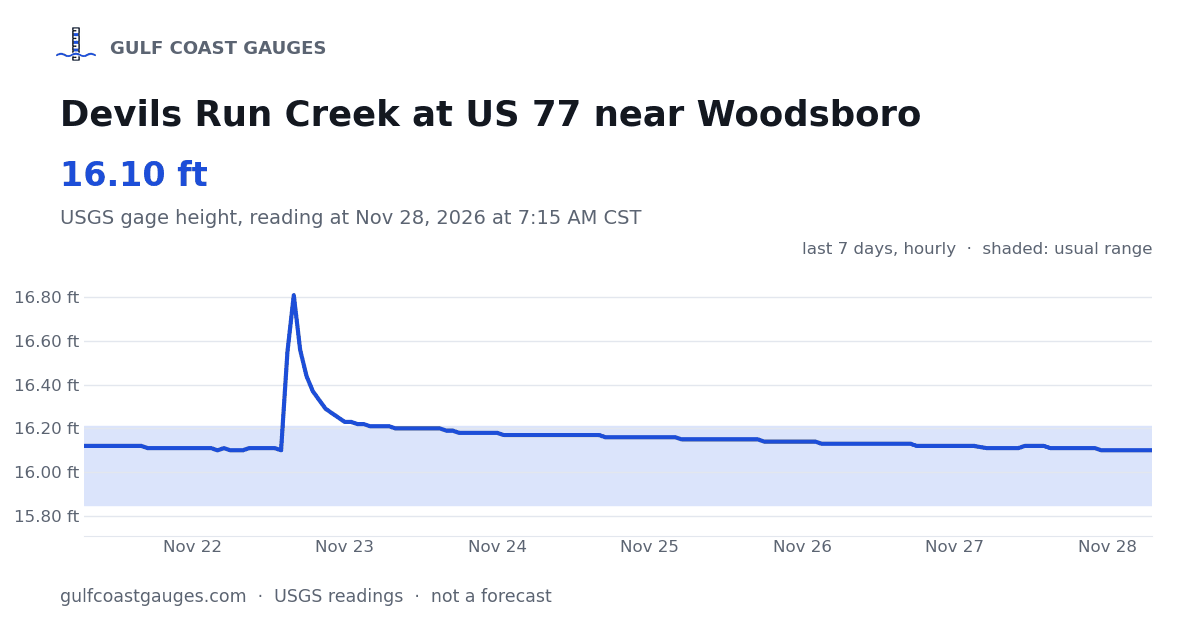 GULF COAST GAUGES
Devils Run Creek at US 77 near Woodsboro
16.10 ft
USGS gage height, reading at Nov 28, 2026 at 7:15 AM CST
last 7 days, hourly · shaded: usual range
16.80 ft
16.60 ft
16.40 ft
16.20 ft
16.00 ft
15.80 ft
Nov 22 Nov 23 Nov 24 Nov 25 Nov 26 Nov 27 Nov 28
gulfcoastgauges.com · USGS readings · not a forecast